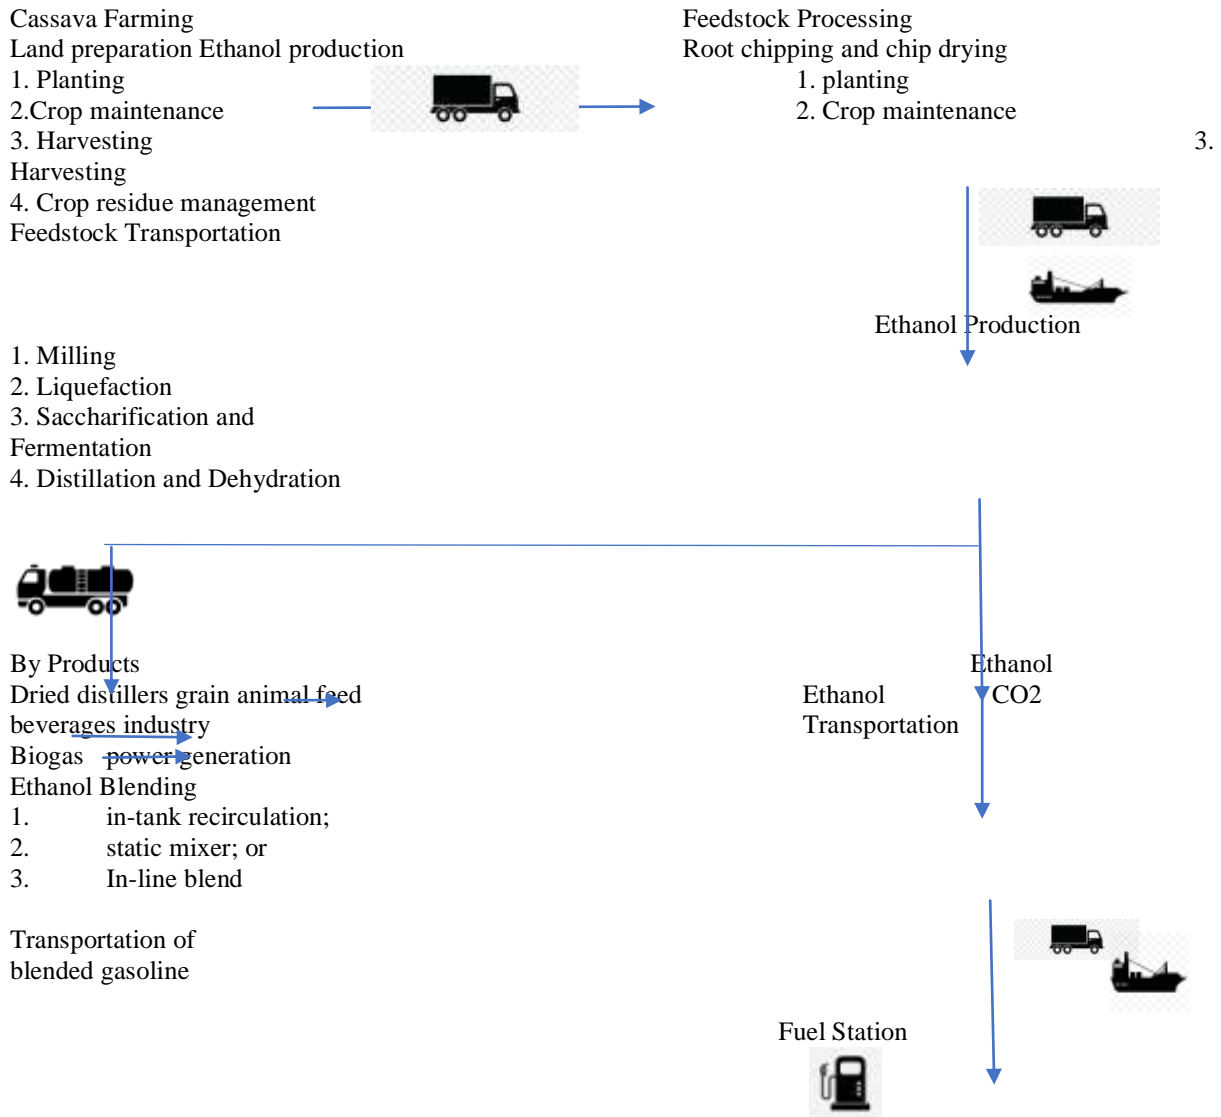 Cassava Farming Feedstock Processing
Land preparation Ethanol production Root chipping and chip drying
1. Planting 1. planting
2.Crop maintenance 2. Crop maintenance
3. Harvesting 3.
Harvesting
4. Crop residue management
Feedstock Transportation
Ethanol Production
1. Milling
2. Liquefaction
3. Saccharification and
Fermentation
4. Distillation and Dehydration
By Products Ethanol
Dried distillers grain animal feed Ethanol CO2
beverages industry Transportation
Biogas power generation
Ethanol Blending
1. in-tank recirculation;
2. static mixer; or
3. In-line blend
Transportation of
blended gasoline
Fuel Station